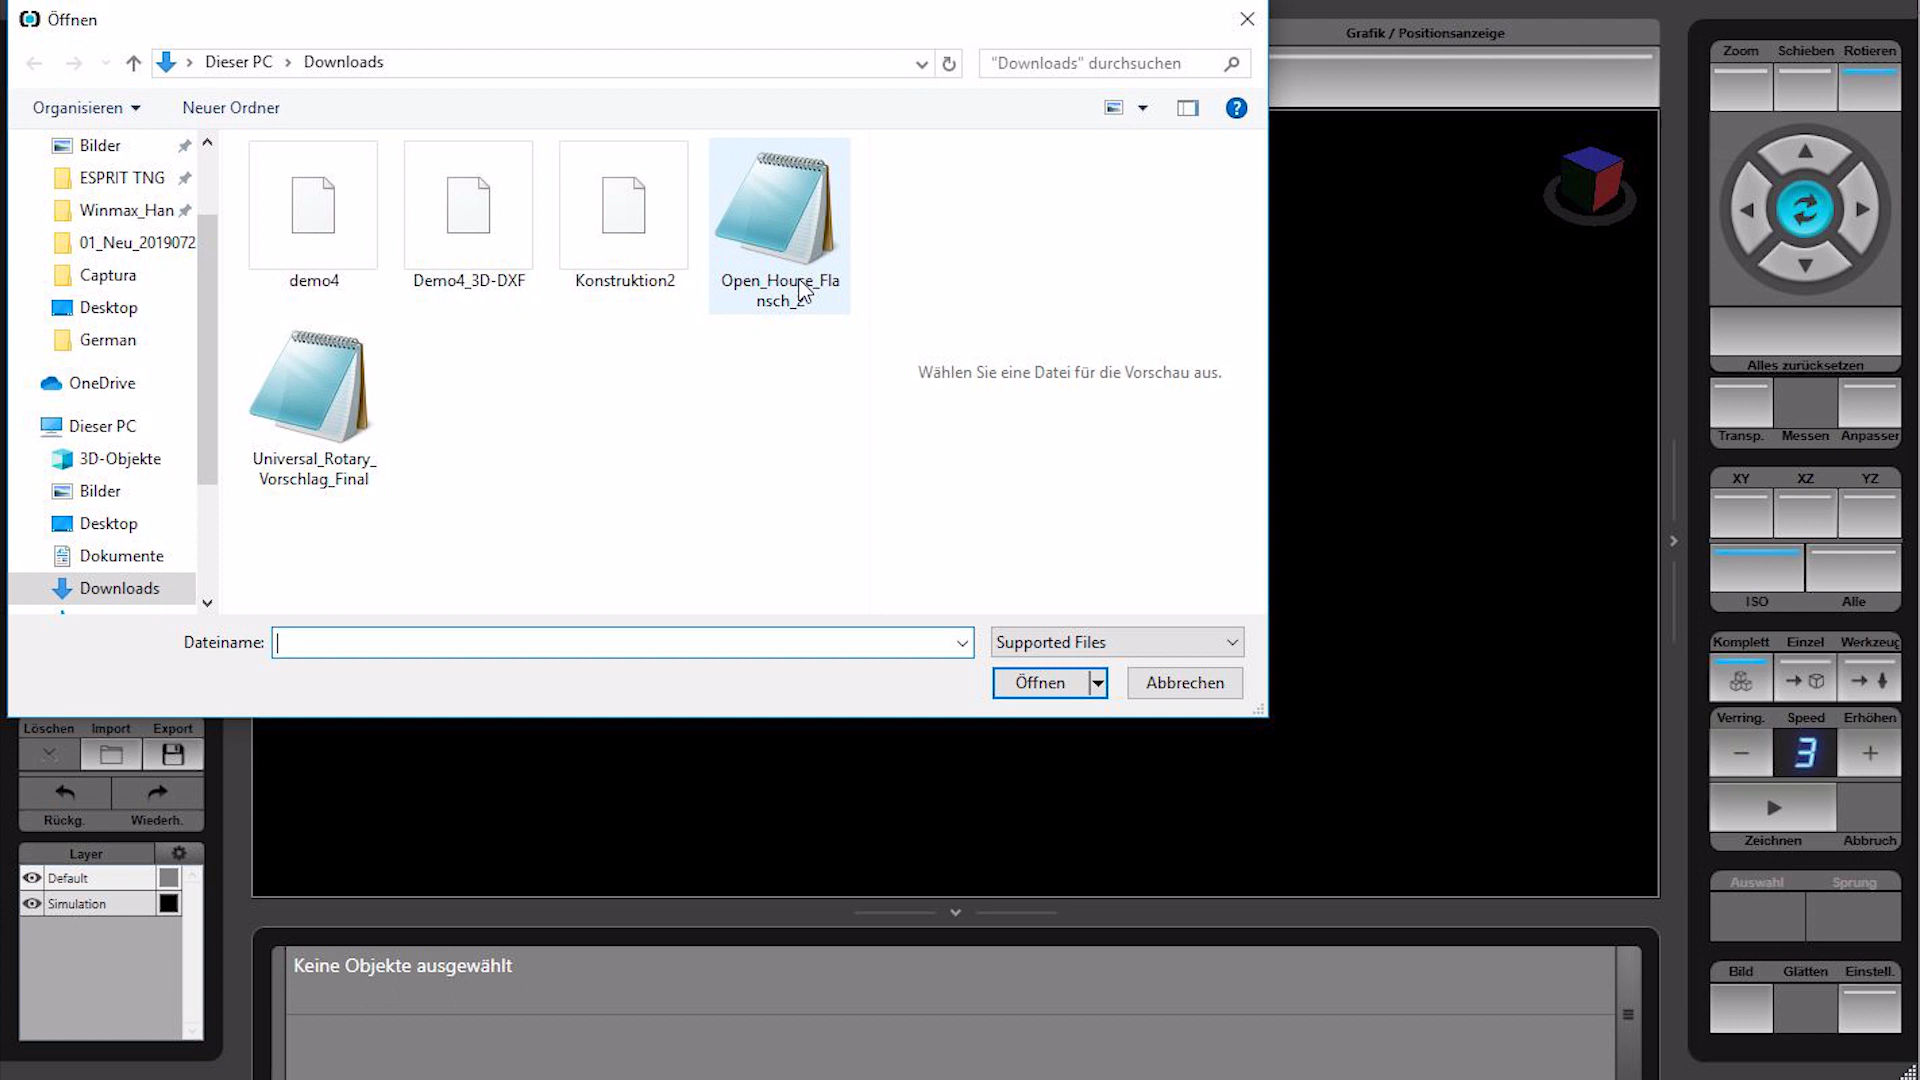 Öffnen
Dieser PC
Downloads
"Downloads" durchsuchen
Organisieren
Neuer Ordner
Bilder
ESPRIT TNG
Winmax_Han
01_Neu_2019072
Captura
Desktop
German
OneDrive
Dieser PC
3D-Objekte
Bilder
Desktop
Dokumente
Downloads
demo4
Demo4_3D-DXF
Konstruktion2
Open_House_Fla
nsch_2
Universal_Rotary_
Vorschlag_Final
Wählen Sie eine Datei für die Vorschau aus.
Dateiname:
Supported Files
Öffnen
Abbrechen
Grafik / Positionsanzeige
Zoom
Schieben
Rotieren
Alles zurücksetzen
Transp.
Messen
Anpasser
XY
XZ
YZ
ISO
Alle
Komplett
Einzel
Werkzeug
Verring.
Speed
Erhöhen
3
Zeichnen
Abbruch
Auswahl
Sprung
Bild
Glätten
Einstell.
Löschen
Import
Export
Rückg.
Wiederh.
Layer
Default
Simulation
Keine Objekte ausgewählt